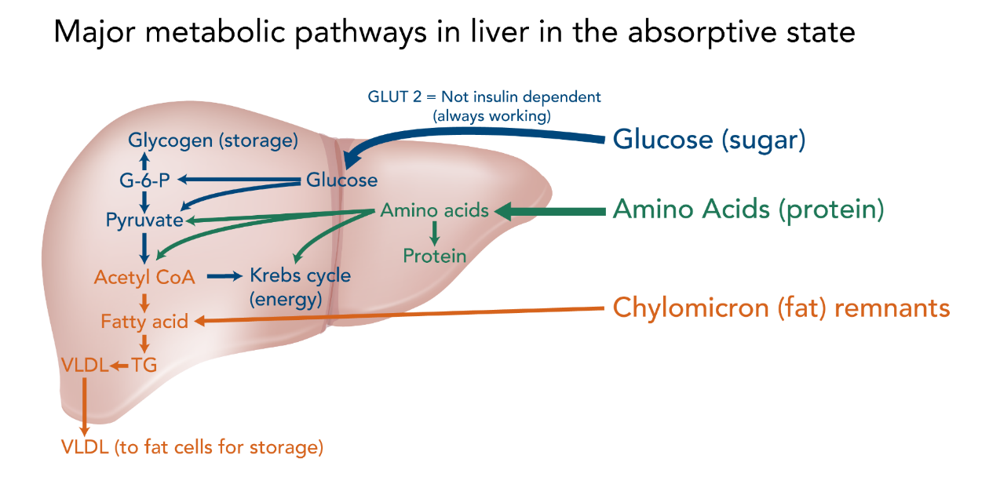 Major metabolic pathways in liver in the absorptive state
GLUT 2 = Not insulin dependent
(always working)
Glucose (sugar)
Glycogen (storage)
G-6-P
Glucose
Amino Acids (protein)
Amino acids
Pyruvate
Protein
Acetyl CoA
Krebs cycle
(energy)
Chylomicron (fat) remnants
Fatty acid
VLDL
TG
VLDL (to fat cells for storage)